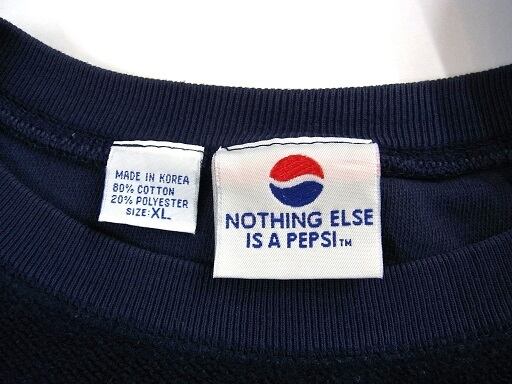 MADE IN KOREA
80% COTTON
20% POLYESTER
SIZE: XL
NOTHING ELSE
IS A PEPSI™